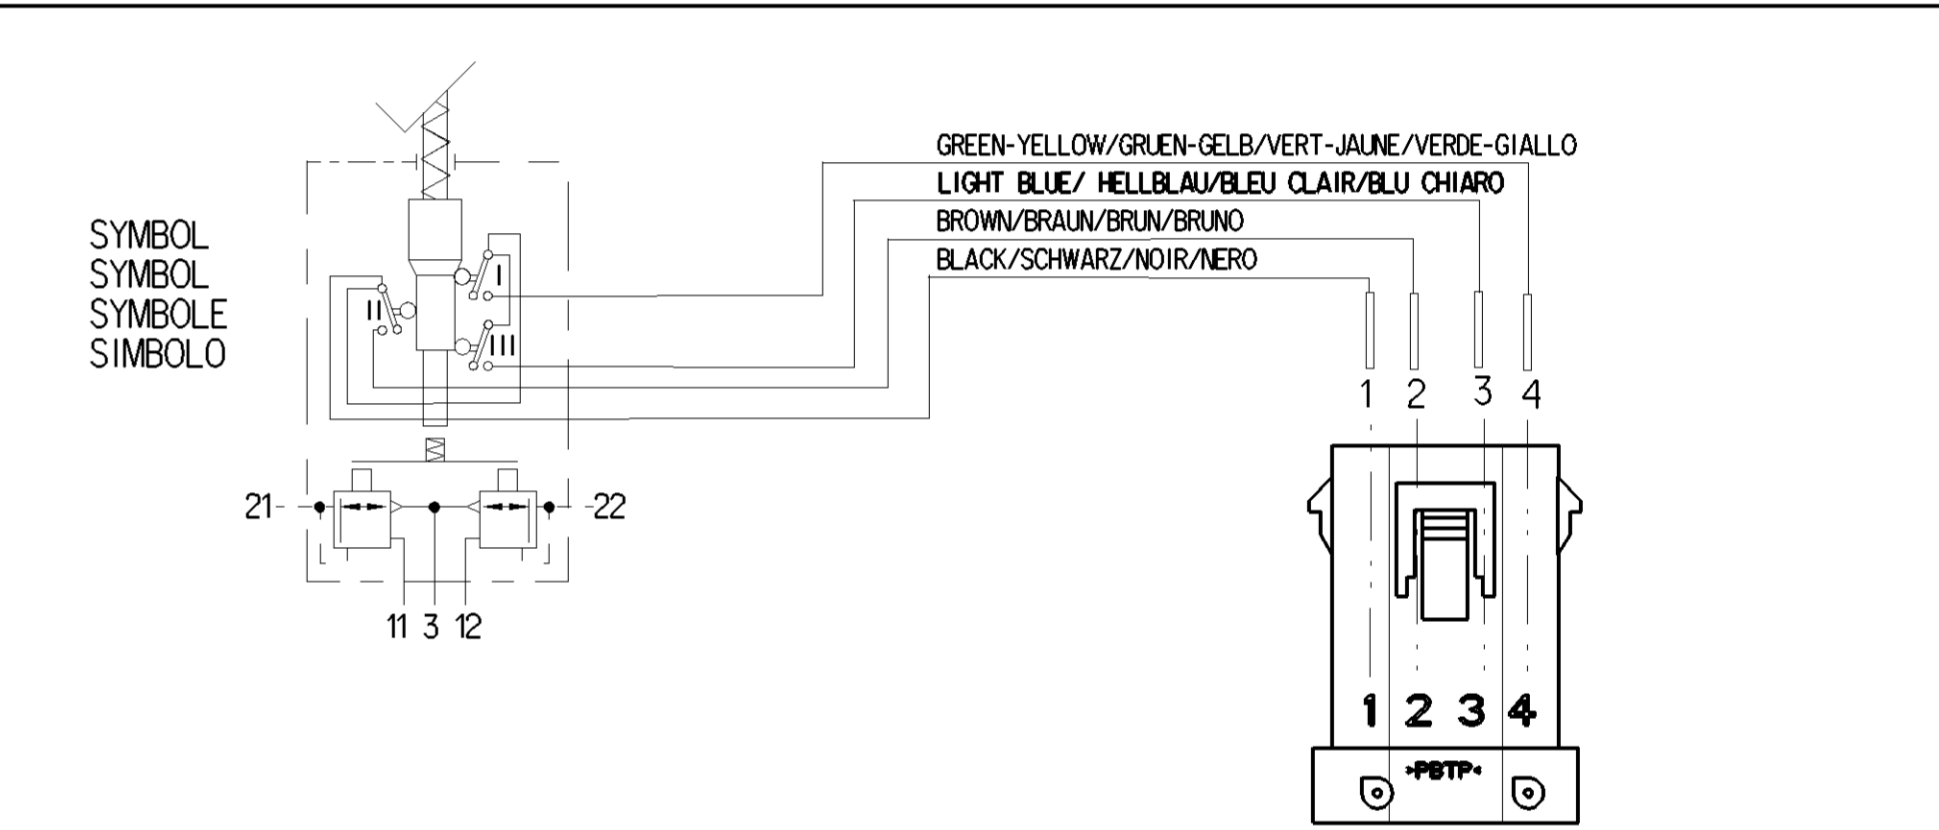 GREEN-YELLOW/GRUEN-GELB/VERT-JAUNE/VERDE-GIALLO
LIGHT BLUE/ HELLBLAU/BLEU CLAIR/BLU CHIARO
BROWN/BRAUN/BRUN/BRUNO
BLACK/SCHWARZ/NOIR/NERO
SYMBOL
SYMBOL
SYMBOLE
SIMBOLO
I
II
III
1 2 3 4
21 22
11 3 12
1 2 3 4
>PBTP<